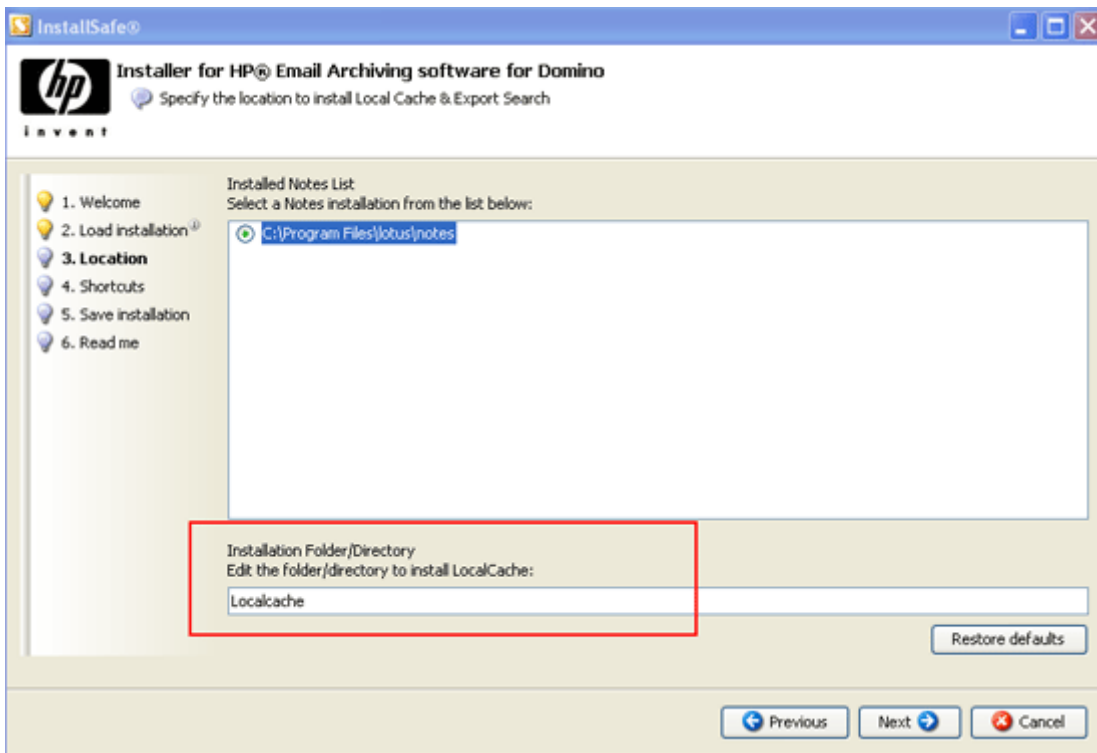 InstallSafe®
hp
invent
Installer for HP® Email Archiving software for Domino
Specify the location to install Local Cache & Export Search
1. Welcome
2. Load installation
3. Location
4. Shortcuts
5. Save installation
6. Read me
Installed Notes List
Select a Notes installation from the list below:
C:\Program Files\lotus\notes
Installation Folder/Directory
Edit the folder/directory to install LocalCache:
Localcache
Restore defaults
Previous
Next
Cancel